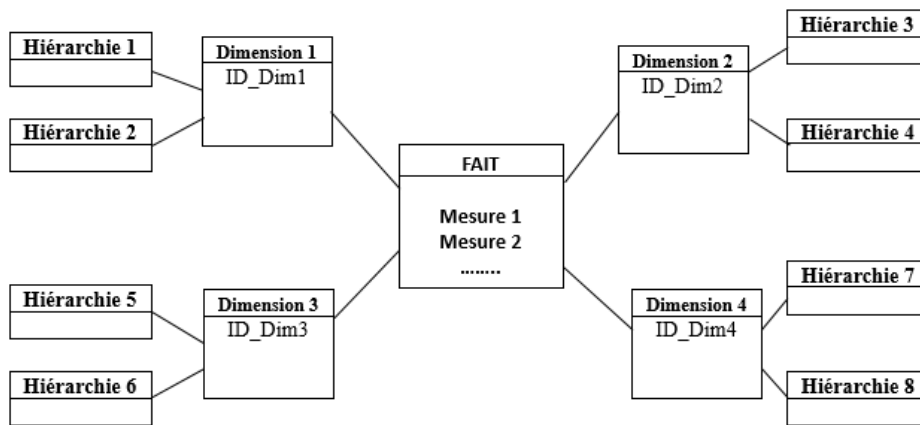 Hiérarchie 1
Hiérarchie 2
Dimension 1
ID_Dim1
Dimension 2
ID_Dim2
Hiérarchie 3
Hiérarchie 4
FAIT
Mesure 1
Mesure 2
........
Hiérarchie 5
Hiérarchie 6
Dimension 3
ID_Dim3
Dimension 4
ID_Dim4
Hiérarchie 7
Hiérarchie 8